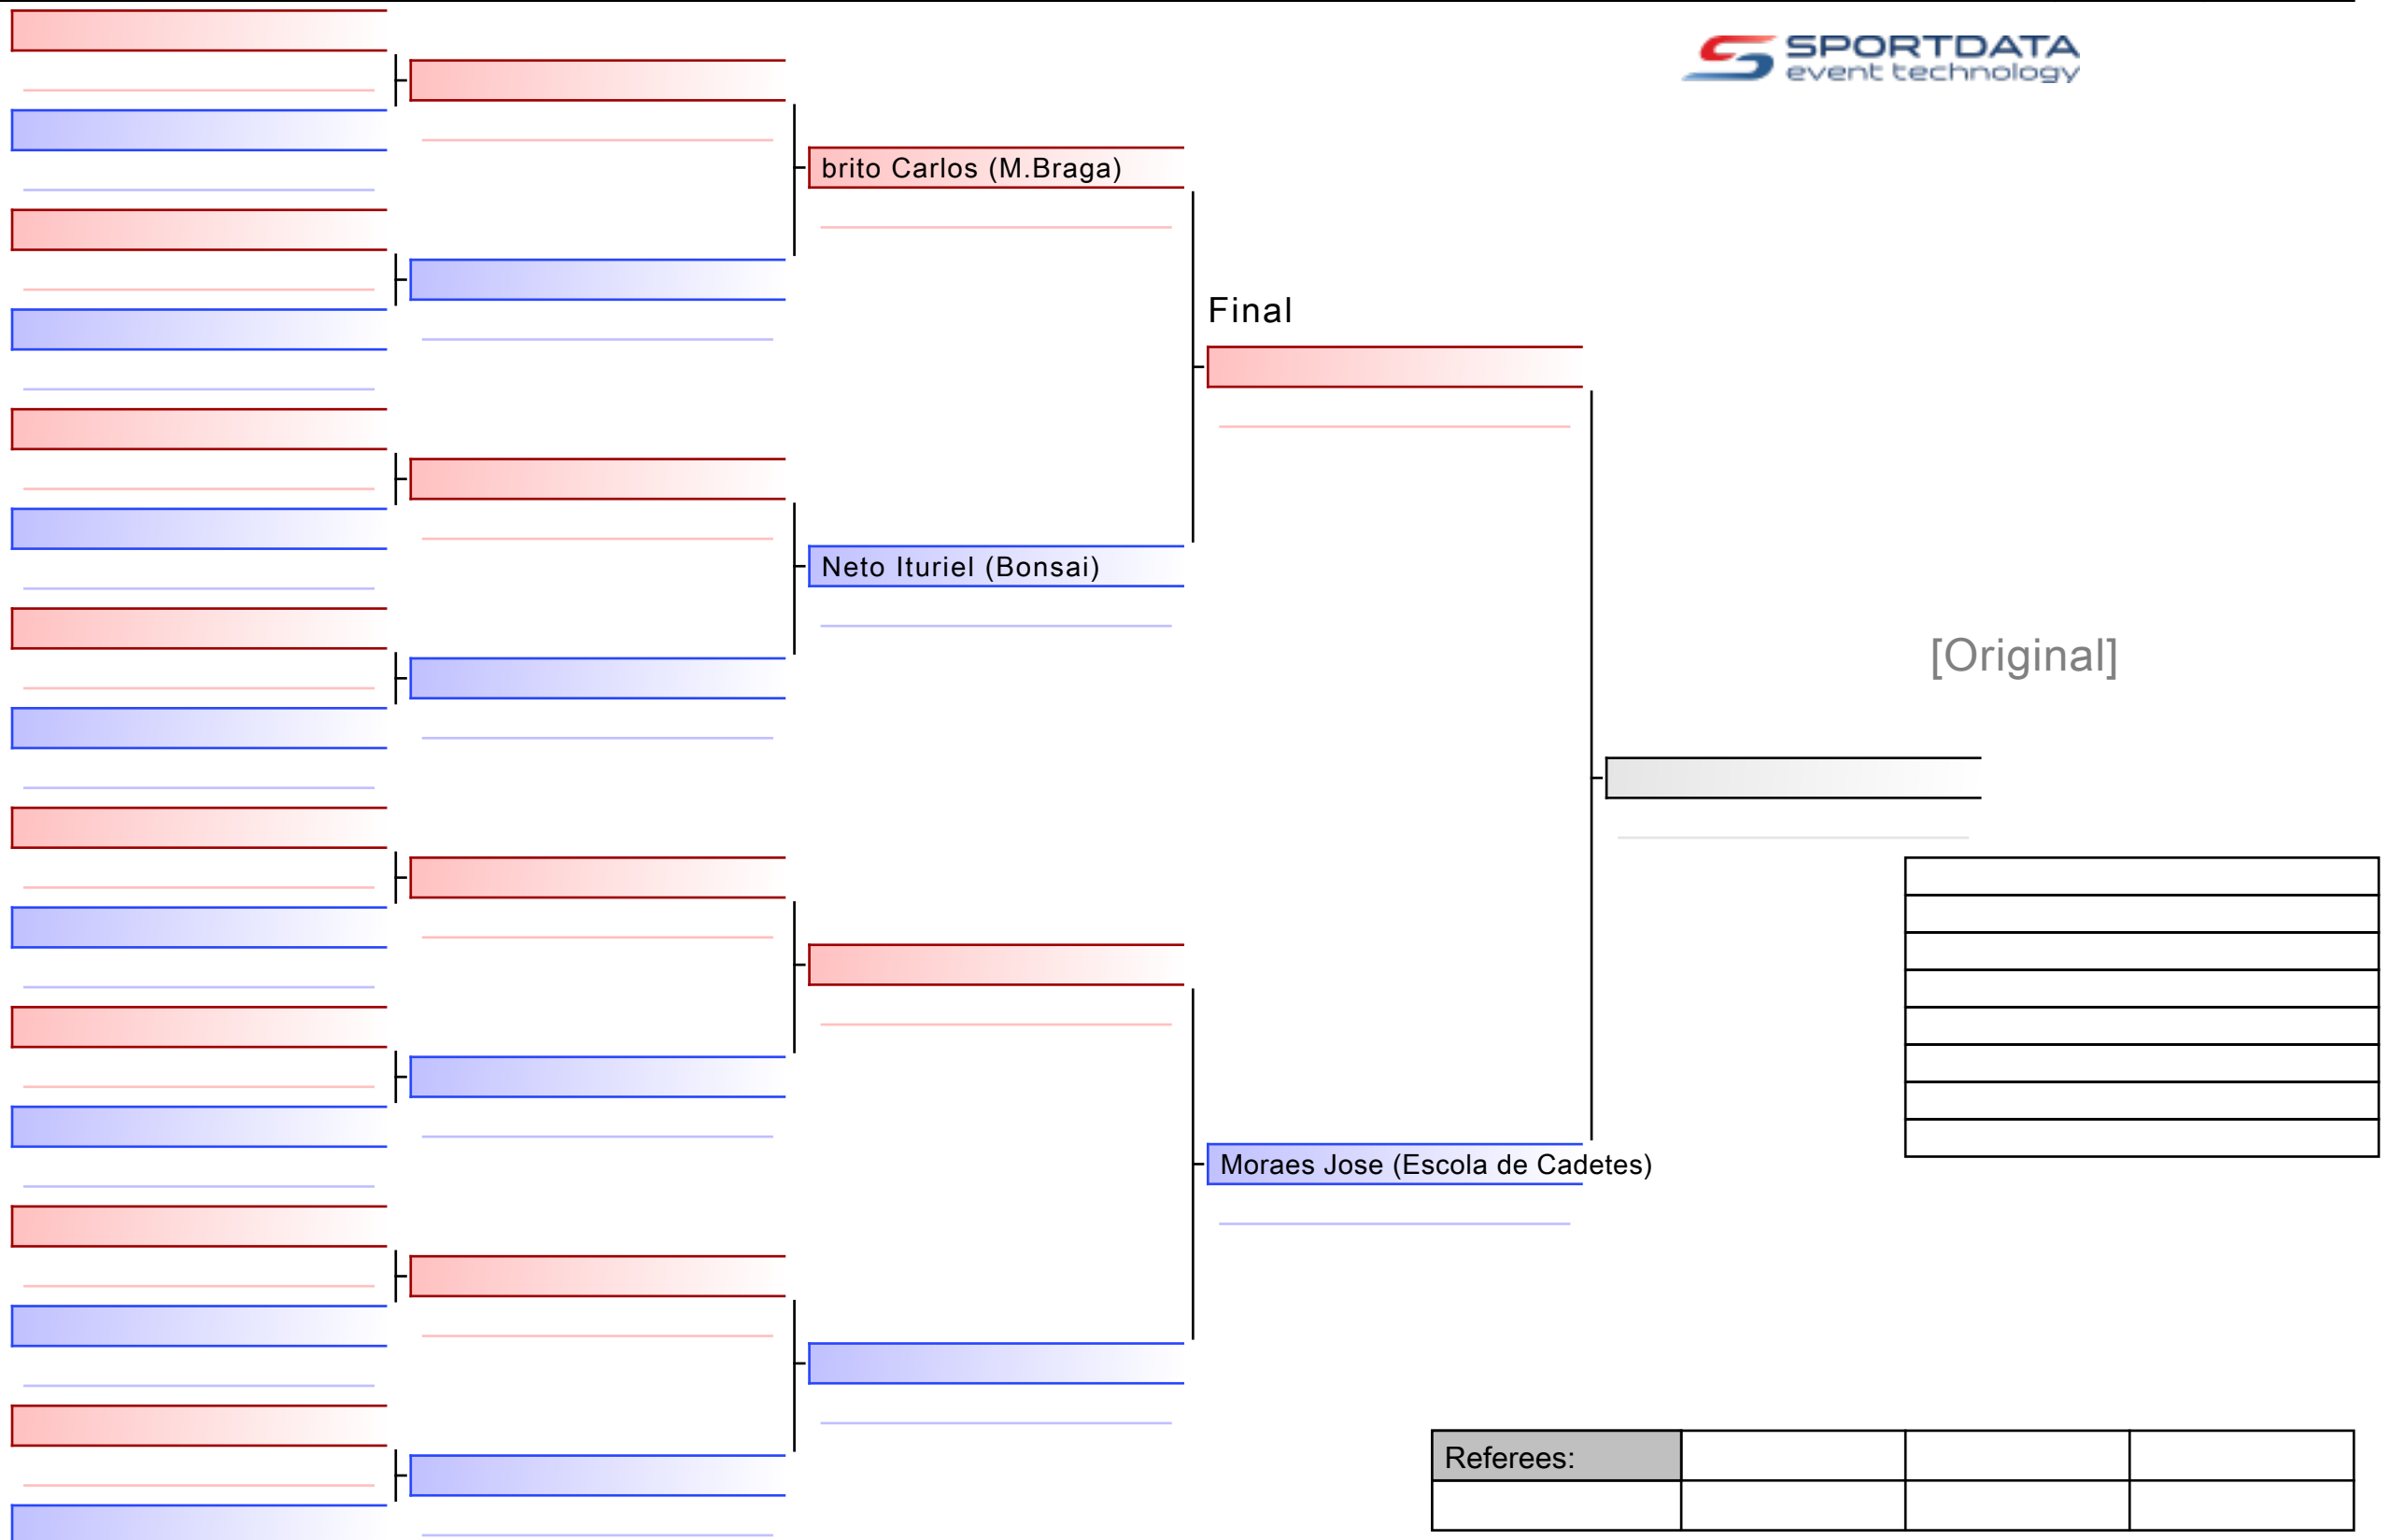 SPORTDATA
event technology
brito Carlos (M.Braga)
Final
Neto Ituriel (Bonsai)
[Original]
Moraes Jose (Escola de Cadetes)
Referees: